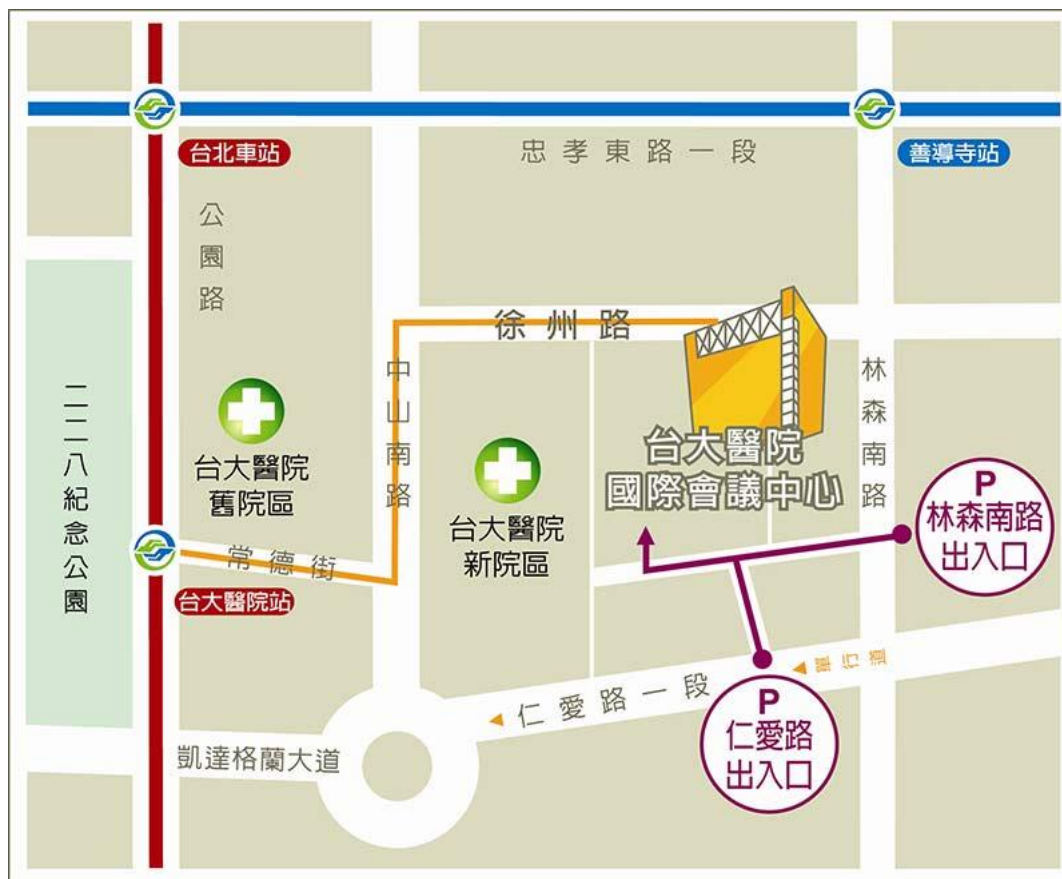 台北車站
忠孝東路一段
善導寺站
公園路
徐州路
中山南路
林森南路
二二八紀念公園
台大醫院
舊院區
台大醫院
國際會議中心
台大醫院
新院區
P
林森南路
出入口
常德街
台大醫院站
單行道
仁愛路一段
P
仁愛路
出入口
凱達格蘭大道